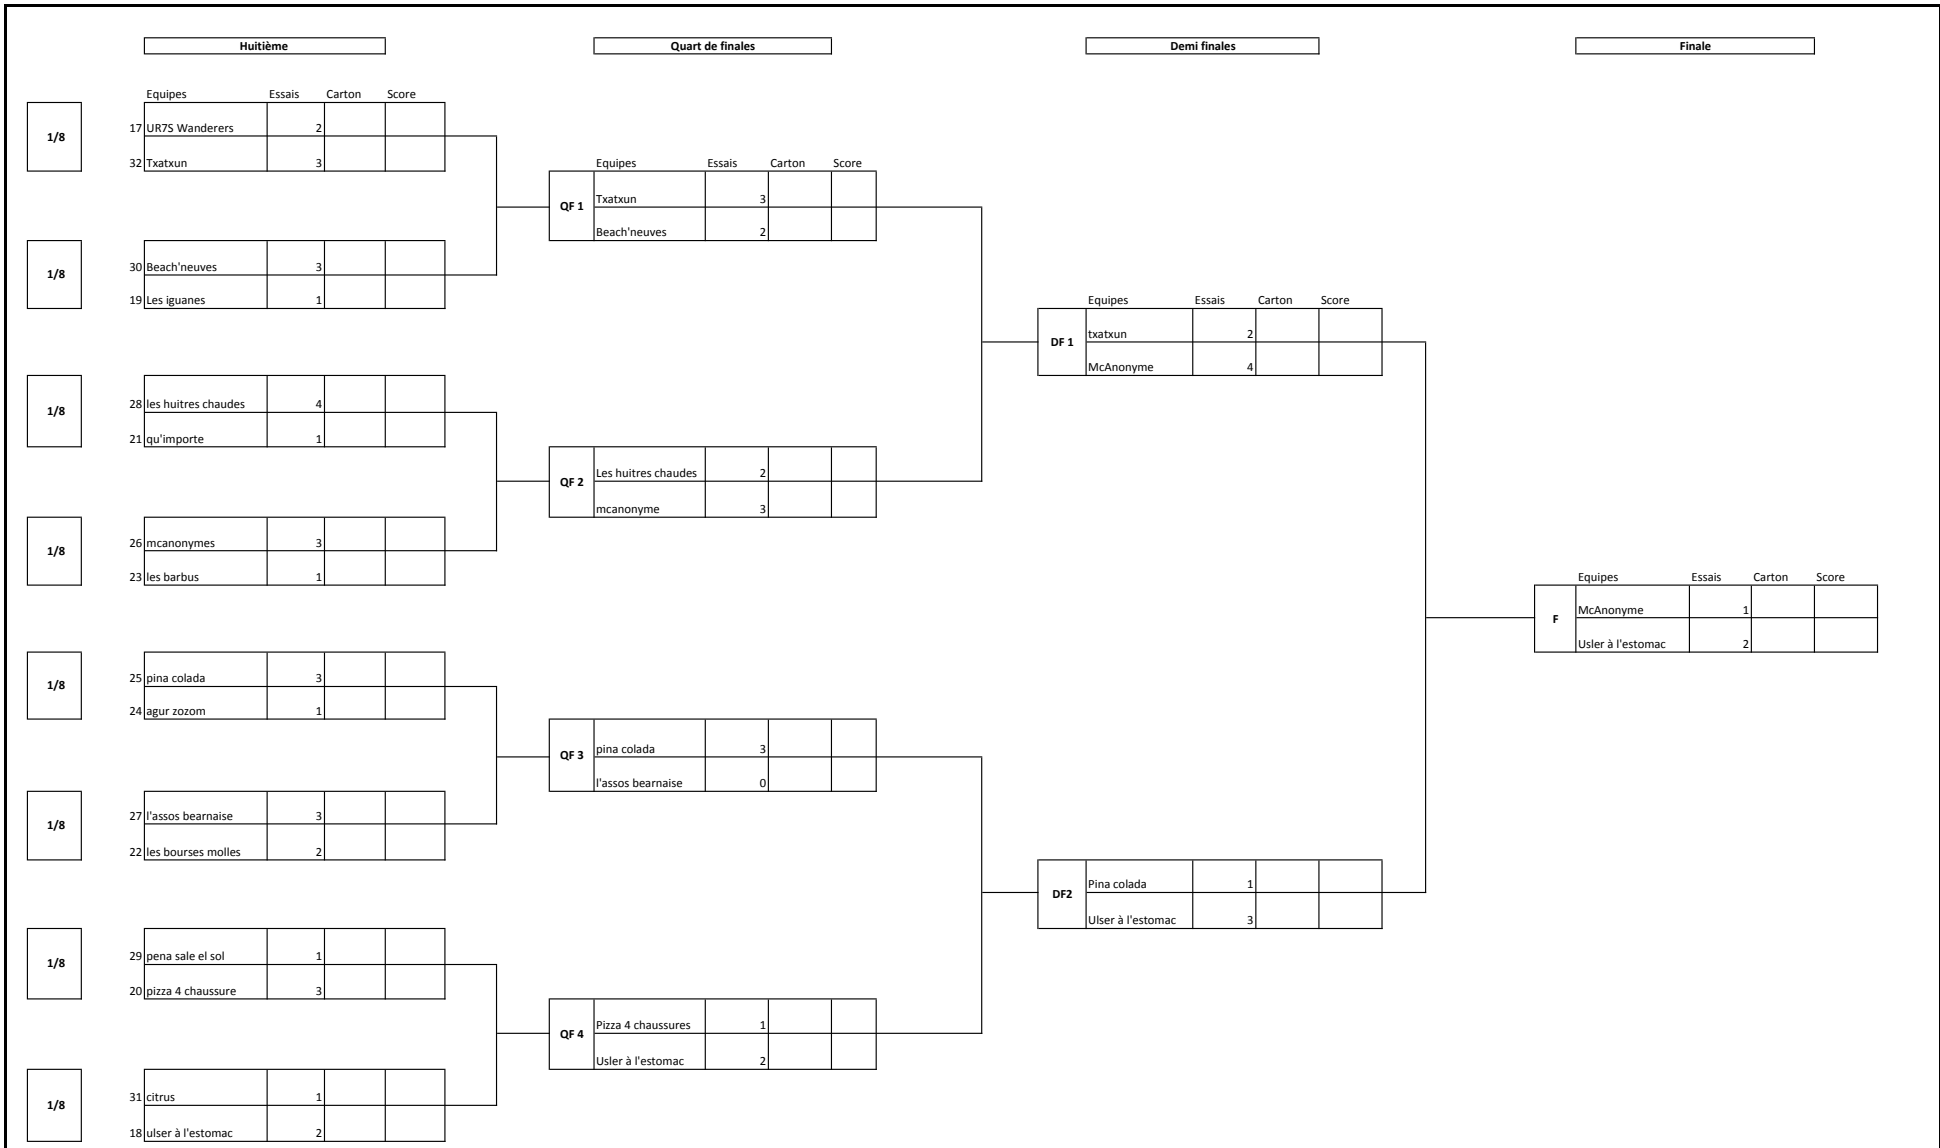 Huitième Quart de finales Demi finales Finale
Equipes Essais Carton Score
1/8
17 UR7S Wanderers 2
32 Txatxun 3
1/8
30 Beach'neuves 3
19 Les iguanes 1
1/8
28 les huitres chaudes 4
21 qu'importe 1
1/8
26 mcanonymes 3
23 les barbus 1
1/8
25 pina colada 3
24 agur zozom 1
1/8
27 l'assos bearnaise 3
22 les bourses molles 2
1/8
29 pena sale el sol 1
20 pizza 4 chaussure 3
1/8
31 citrus 1
18 ulser à l'estomac 2
Equipes Essais Carton Score
QF 1
Txatxun 3
Beach'neuves 2
QF 2
Les huitres chaudes 2
mcanonyme 3
QF 3
pina colada 3
l'assos bearnaise 0
QF 4
Pizza 4 chaussures 1
Usler à l'estomac 2
Equipes Essais Carton Score
DF 1
txatxun 2
McAnonyme 4
DF2
Pina colada 1
Ulser à l'estomac 3
Equipes Essais Carton Score
F
McAnonyme 1
Usler à l'estomac 2